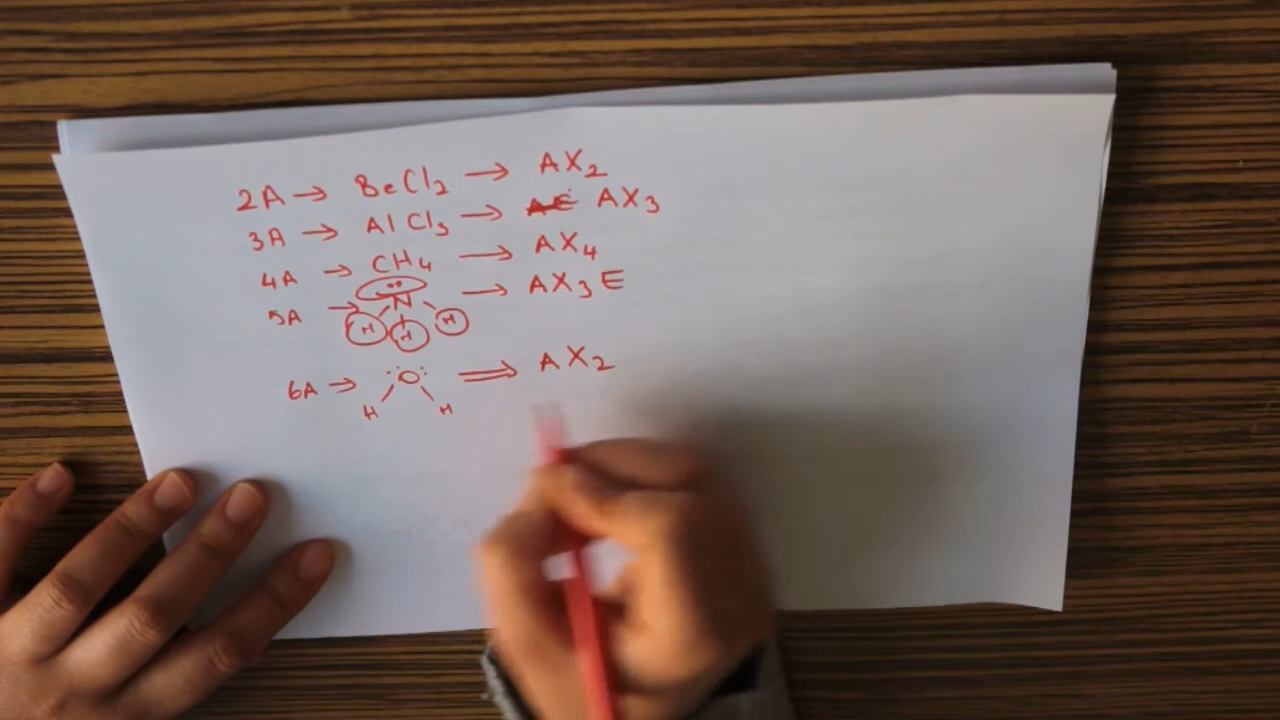 2A → BeCl2 → AX2
3A → AlCl3 → AX3
4A → CH4 → AX4
5A → N → AX3E
H H H
6A → :O: ⇒ AX2
H H